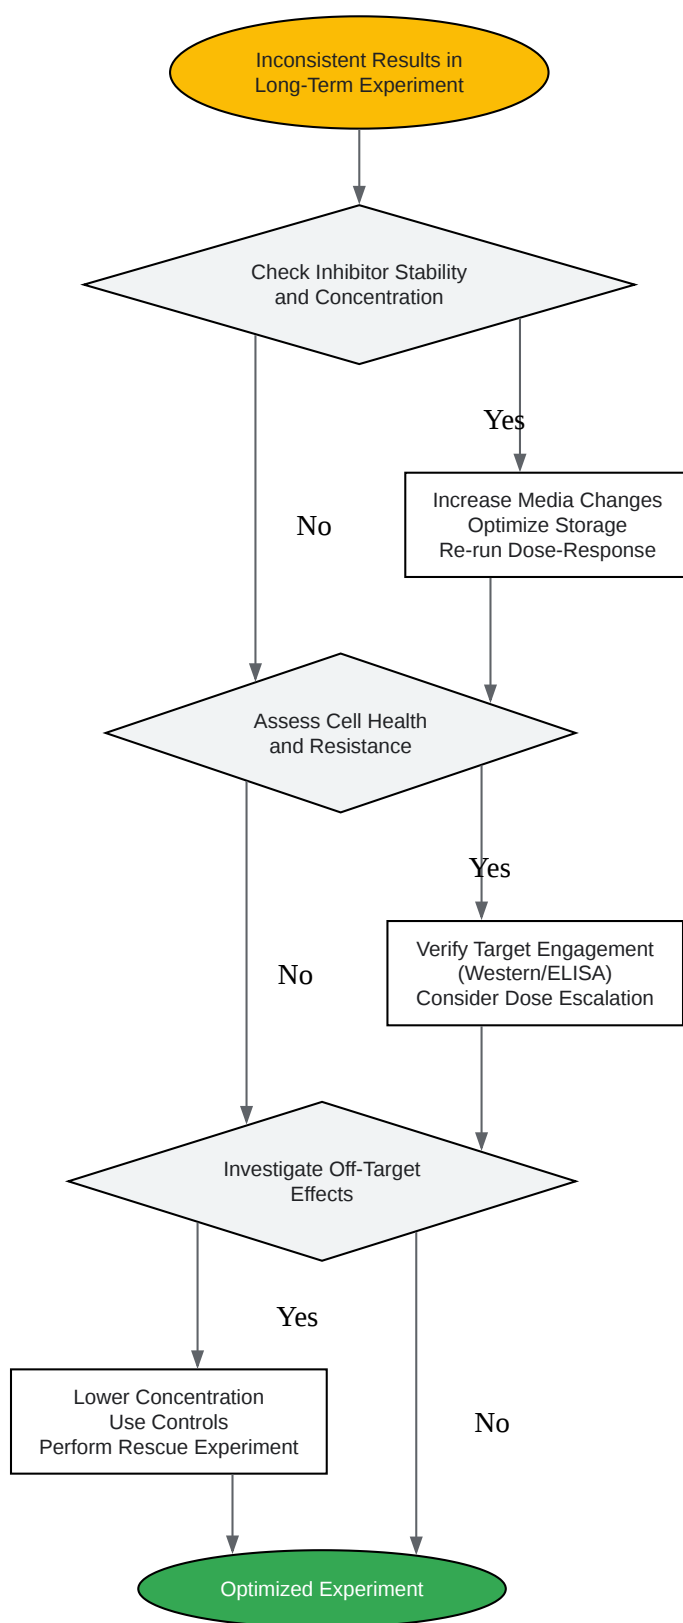 Inconsistent Results in
Long-Term Experiment
Check Inhibitor Stability
and Concentration
Yes
Increase Media Changes
Optimize Storage
Re-run Dose-Response
No
Assess Cell Health
and Resistance
Yes
Verify Target Engagement
(Western/ELISA)
Consider Dose Escalation
No
Investigate Off-Target
Effects
Yes
Lower Concentration
Use Controls
Perform Rescue Experiment
No
Optimized Experiment